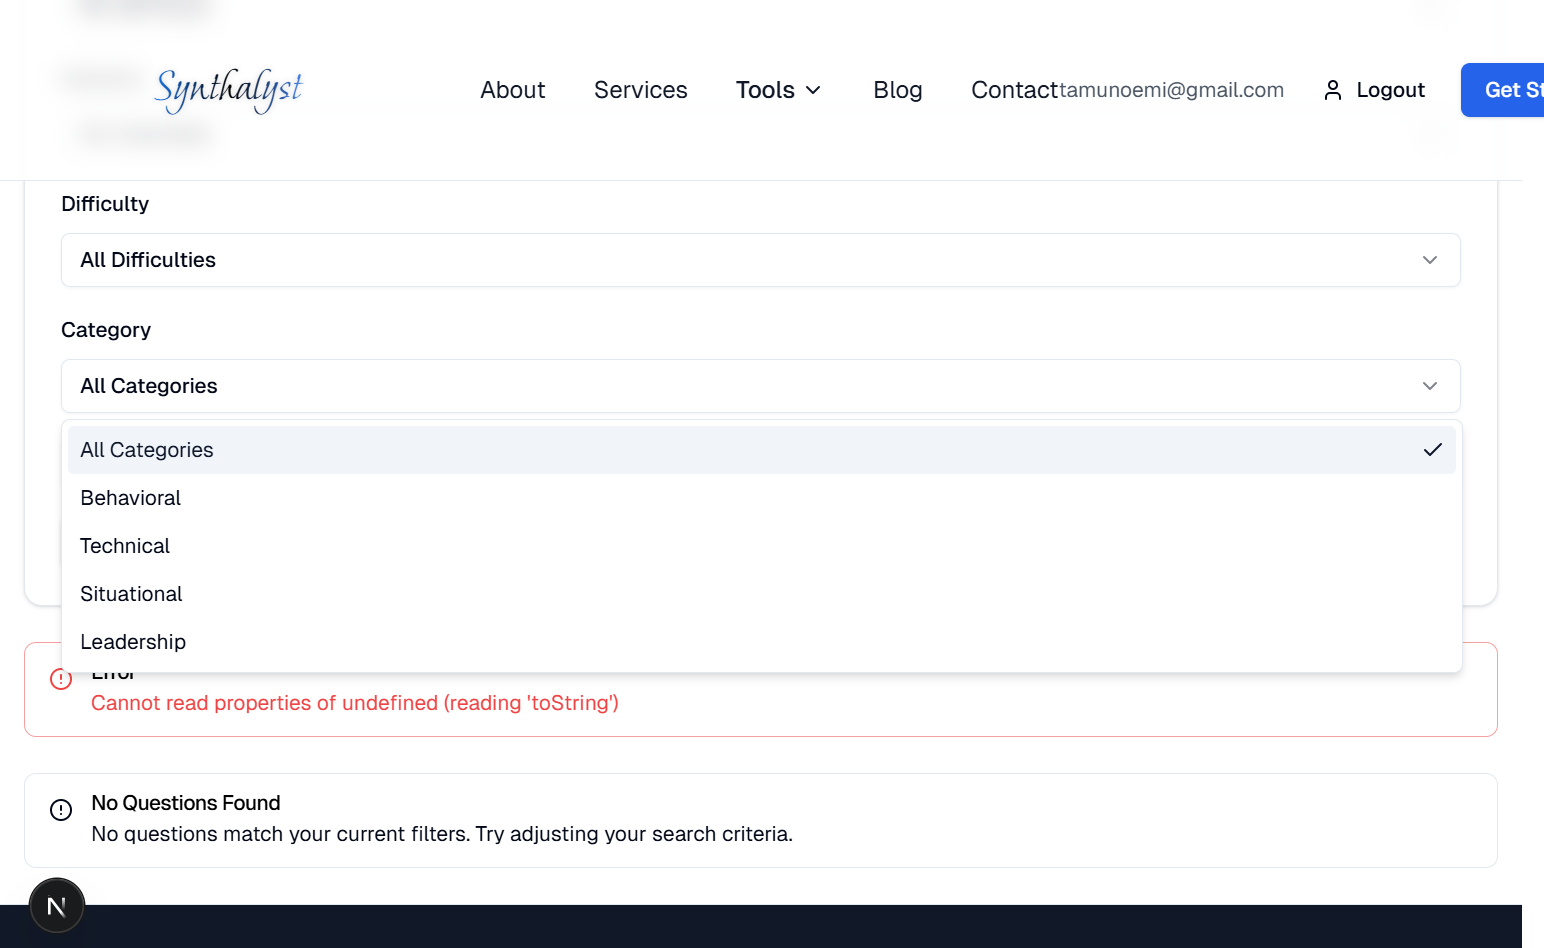 Synthalyst
About
Services
Tools
Blog
Contact
tamunoemi@gmail.com
Logout
Get St
Difficulty
All Difficulties
Category
All Categories
All Categories
Behavioral
Technical
Situational
Leadership
Error
Cannot read properties of undefined (reading 'toString')
No Questions Found
No questions match your current filters. Try adjusting your search criteria.
N